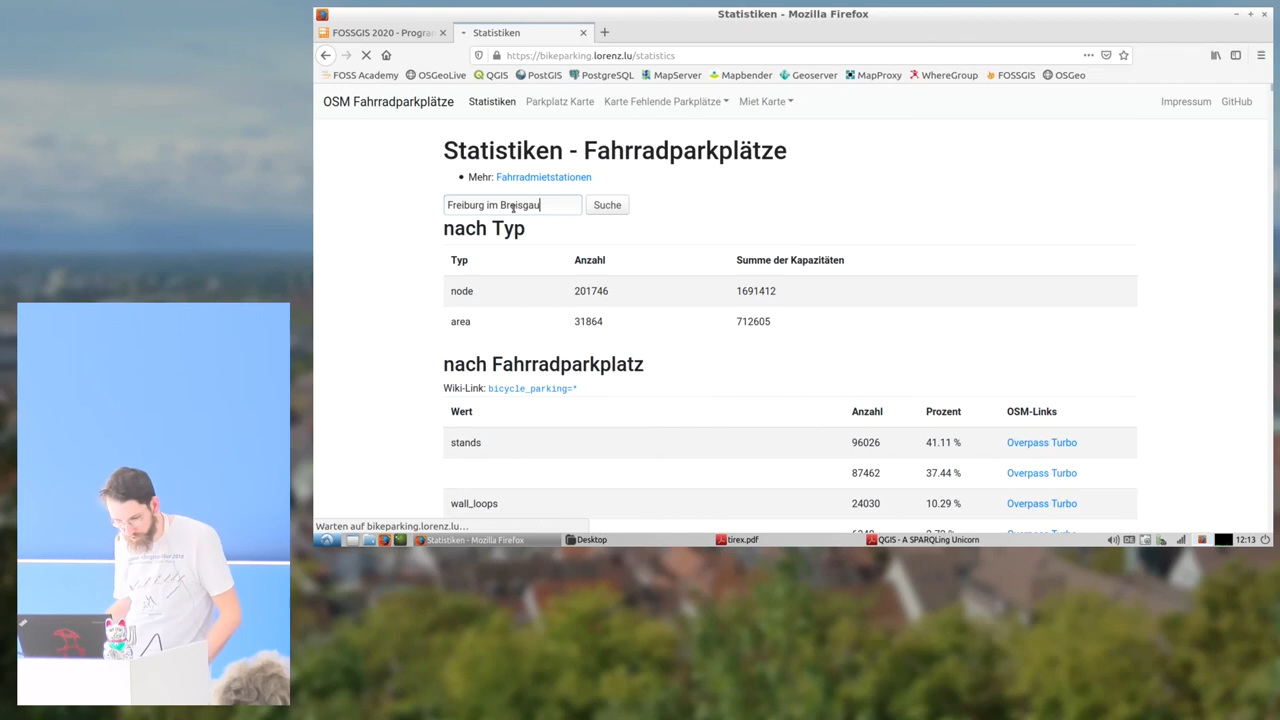 Statistiken - Mozilla Firefox
FOSSGIS 2020 - Program
Statistiken
https://bikeparking.lorenz.lu/statistics
FOSS Academy OSGeoLive QGIS PostGIS PostgreSQL MapServer Mapbender Geoserver MapProxy WhereGroup FOSSGIS OSGeo
OSM Fahrradparkplätze Statistiken Parkplatz Karte Karte Fehlende Parkplätze Miet Karte Impressum GitHub
Statistiken - Fahrradparkplätze
Mehr: Fahrradmietstationen
Freiburg im Breisgau Suche
nach Typ
Typ Anzahl Summe der Kapazitäten
node 201746 1691412
area 31864 712605
nach Fahrradparkplatz
Wiki-Link: bicycle_parking=*
Wert Anzahl Prozent OSM-Links
stands 96026 41.11 % Overpass Turbo
87462 37.44 % Overpass Turbo
wall_loops 24030 10.29 % Overpass Turbo
Warten auf bikeparking.lorenz.lu...
Statistiken - Mozilla Firefox Desktop tirex.pdf QGIS - A SPARQLing Unicorn DE 12:13